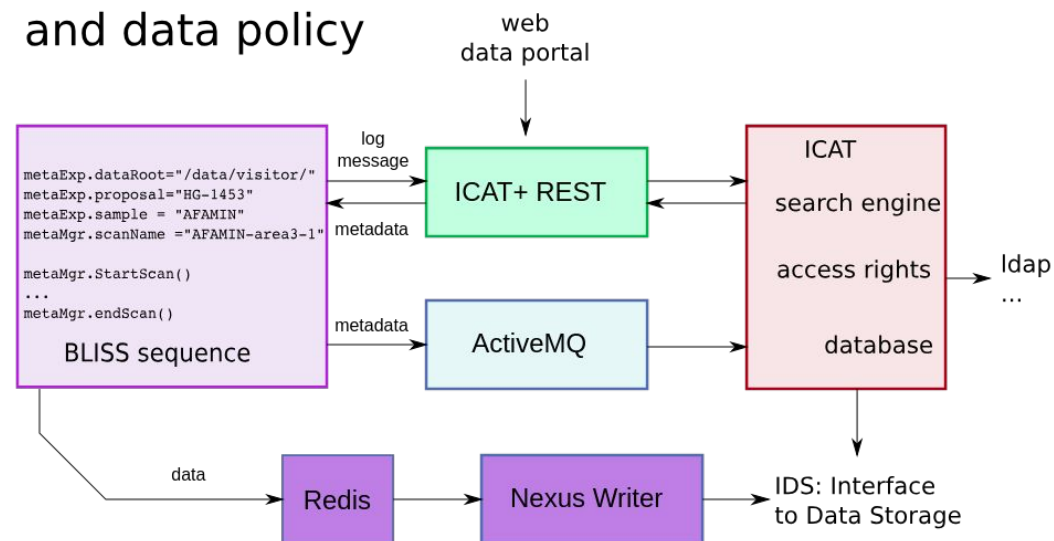 and data policy
web
data portal
metaExp.dataRoot="/data/visitor/"
metaExp.proposal="HG-1453"
metaExp.sample = "AFAMIN"
metaMgr.scanName ="AFAMIN-area3-1"
metaMgr.StartScan()
...
metaMgr.endScan()
BLISS sequence
log
message
metadata
ICAT+ REST
ICAT
search engine
access rights
database
ldap
...
metadata
ActiveMQ
data
Redis
Nexus Writer
IDS: Interface
to Data Storage